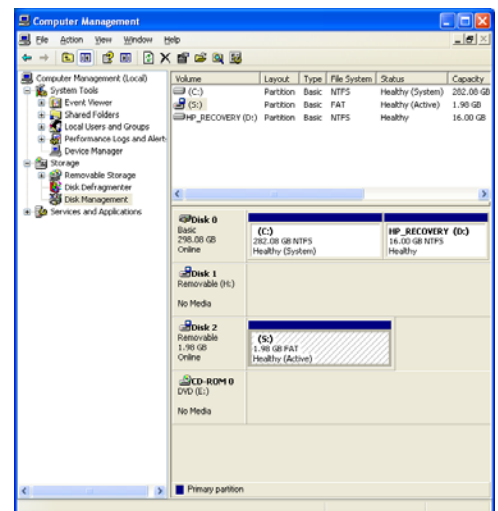 Computer Management
File Action View Window Help
Computer Management (Local)
System Tools
Event Viewer
Shared Folders
Local Users and Groups
Performance Logs and Alert
Device Manager
Storage
Removable Storage
Disk Defragmenter
Disk Management
Services and Applications
Volume Layout Type File System Status Capacity
(C:) Partition Basic NTFS Healthy (System) 282.08 GB
(S:) Partition Basic FAT Healthy (Active) 1.98 GB
HP_RECOVERY (D:) Partition Basic NTFS Healthy 16.00 GB
Disk 0
Basic
298.08 GB
Online
(C:)
282.08 GB NTFS
Healthy (System)
HP_RECOVERY (D:)
16.00 GB NTFS
Healthy
Disk 1
Removable (H:)
No Media
Disk 2
Removable
1.98 GB
Online
(S:)
1.98 GB FAT
Healthy (Active)
CD-ROM 0
DVD (E:)
No Media
Primary partition